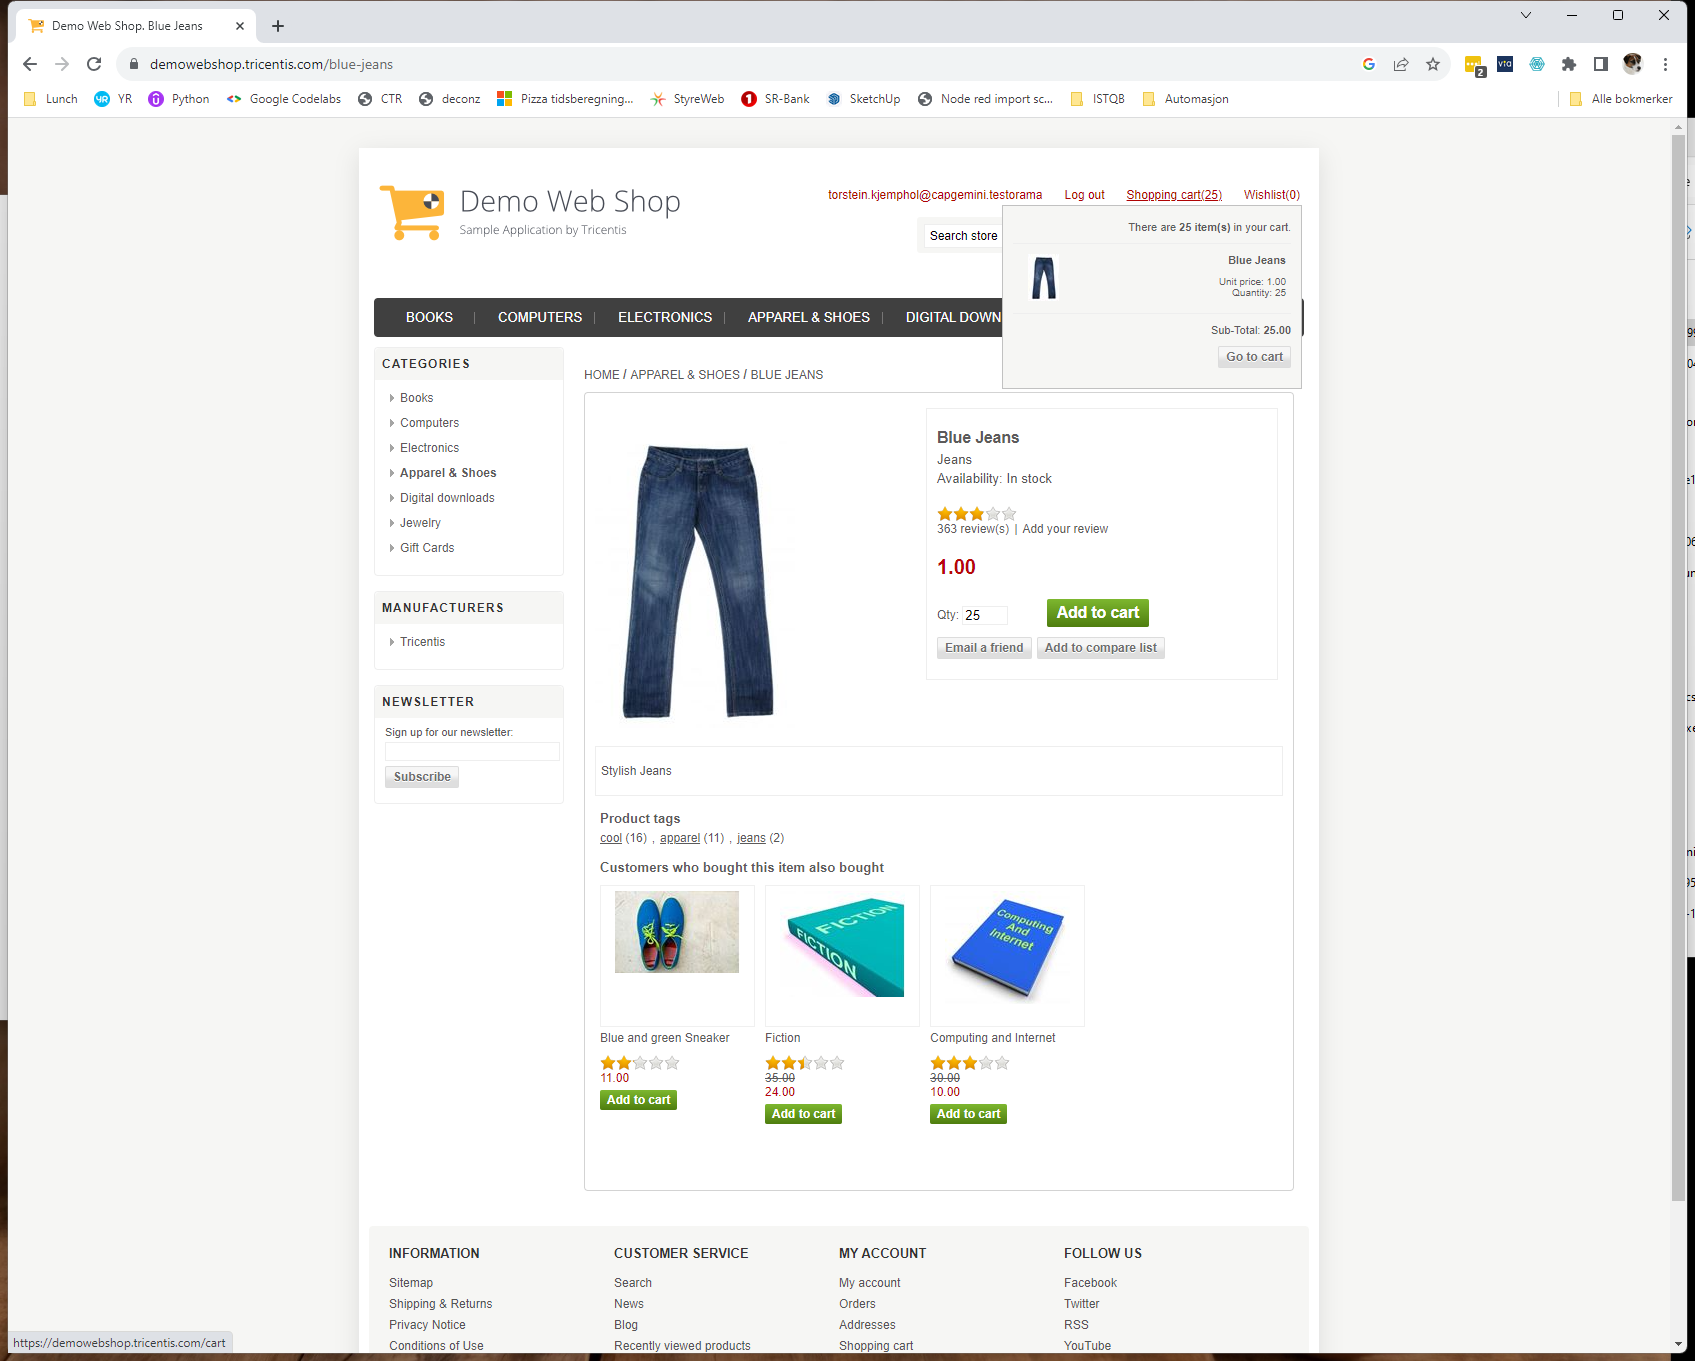 Demo Web Shop. Blue Jeans
demowebshop.tricentis.com/blue-jeans
2
vta
Lunch YR Python Google Codelabs CTR deconz Pizza tidsberegning... StyreWeb SR-Bank SketchUp Node red import sc... ISTQB Automasjon Alle bokmerker
Demo Web Shop
Sample Application by Tricentis
torstein.kjemphol@capgemini.testorama Log out Shopping cart(25) Wishlist(0)
Search store
There are 25 item(s) in your cart.
Blue Jeans
Unit price: 1.00
Quantity: 25
Sub-Total: 25.00
Go to cart
BOOKS COMPUTERS ELECTRONICS APPAREL & SHOES DIGITAL DOWN
CATEGORIES
Books
Computers
Electronics
Apparel & Shoes
Digital downloads
Jewelry
Gift Cards
MANUFACTURERS
Tricentis
NEWSLETTER
Sign up for our newsletter:
Subscribe
HOME / APPAREL & SHOES / BLUE JEANS
Blue Jeans
Jeans
Availability: In stock
363 review(s) | Add your review
1.00
Qty: 25 Add to cart
Email a friend Add to compare list
Stylish Jeans
Product tags
cool (16) , apparel (11) , jeans (2)
Customers who bought this item also bought
FICTION
FICTION
Computing
And
Internet
Blue and green Sneaker
11.00
Add to cart
Fiction
35.00
24.00
Add to cart
Computing and Internet
30.00
10.00
Add to cart
INFORMATION
Sitemap
Shipping & Returns
Privacy Notice
Conditions of Use
CUSTOMER SERVICE
Search
News
Blog
Recently viewed products
MY ACCOUNT
My account
Orders
Addresses
Shopping cart
FOLLOW US
Facebook
Twitter
RSS
YouTube
https://demowebshop.tricentis.com/cart